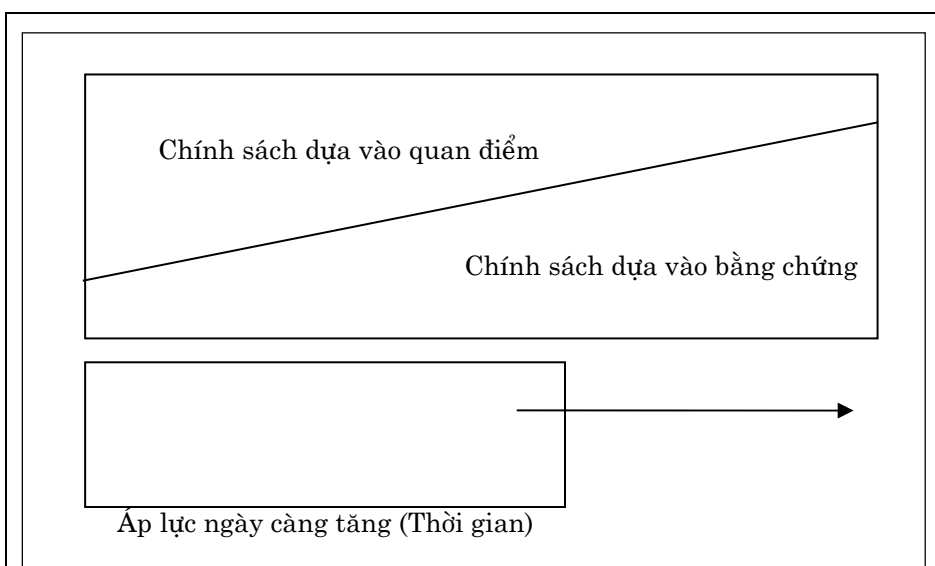 Chính sách dựa vào quan điểm
Chính sách dựa vào bằng chứng
Áp lực ngày càng tăng (Thời gian)